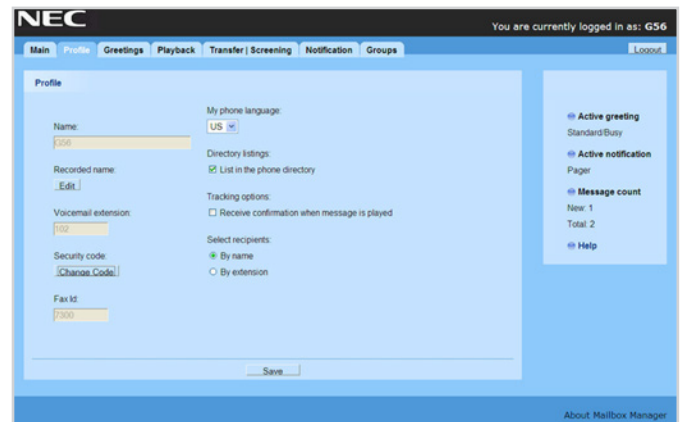 NEC
You are currently logged in as: G56
Main Profile Greetings Playback Transfer | Screening Notification Groups Logout
Profile
Name:
G56
Recorded name:
Edit
Voicemail extension:
102
Security code:
Change Code
Fax Id:
7300
My phone language:
US
Directory listings:
List in the phone directory
Tracking options:
Receive confirmation when message is played
Select recipients:
By name
By extension
Save
Active greeting
Standard/Busy
Active notification
Pager
Message count
New: 1
Total: 2
Help
About Mailbox Manager